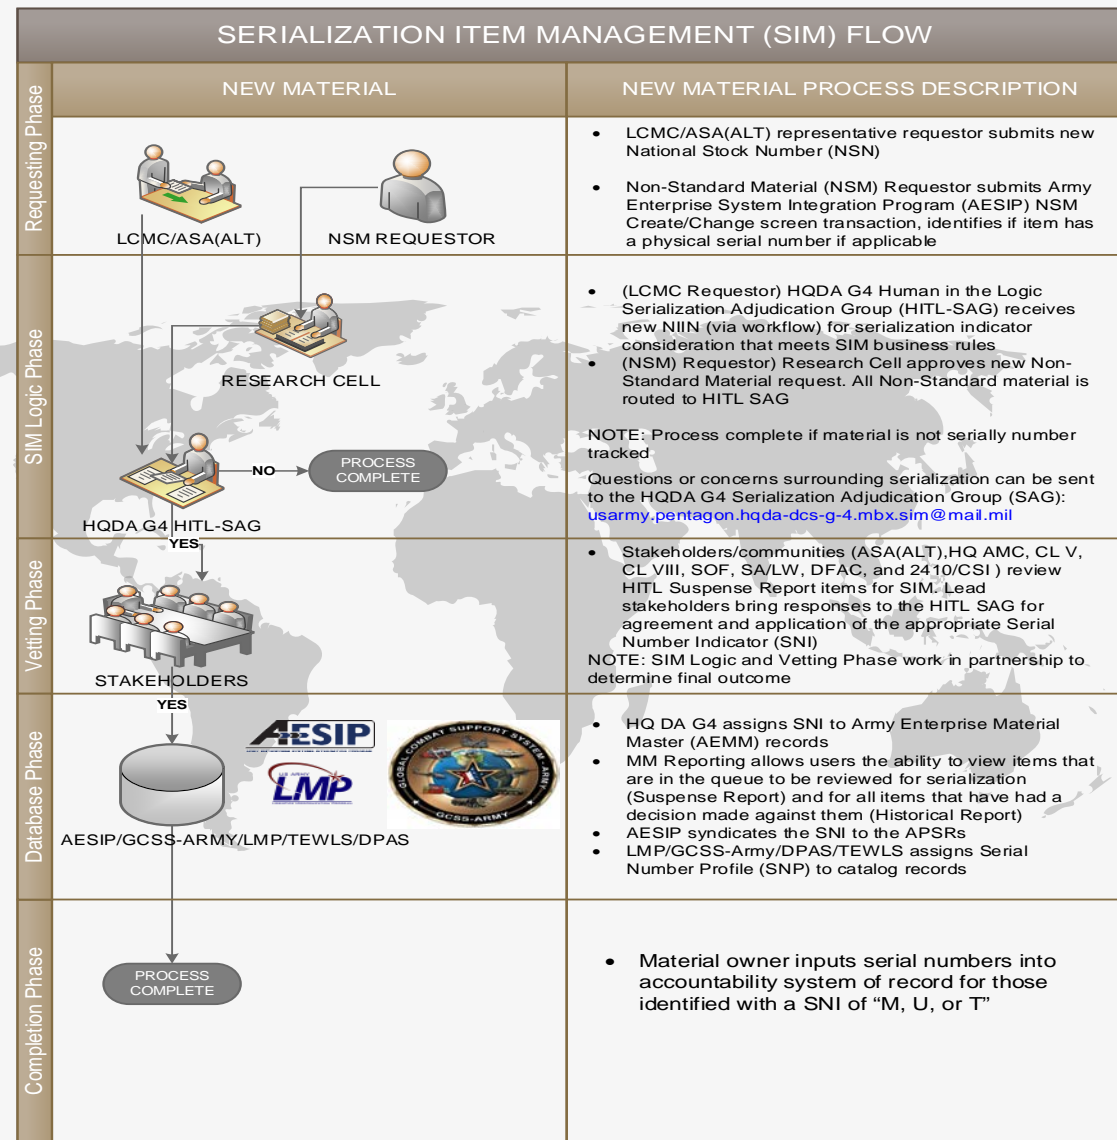 SERIALIZATION ITEM MANAGEMENT (SIM) FLOW
Requesting Phase
NEW MATERIAL
NEW MATERIAL PROCESS DESCRIPTION
LCMC/ASA(ALT)
NSM REQUESTOR
• LCMC/ASA(ALT) representative requestor submits new
National Stock Number (NSN)
• Non-Standard Material (NSM) Requestor submits Army
Enterprise System Integration Program (AESIP) NSM
Create/Change screen transaction, identifies if item has
a physical serial number if applicable
SIM Logic Phase
RESEARCH CELL
HQDA G4 HITL-SAG
NO
PROCESS
COMPLETE
YES
• (LCMC Requestor) HQDA G4 Human in the Logic
Serialization Adjudication Group (HITL-SAG) receives
new NIIN (via workflow) for serialization indicator
consideration that meets SIM business rules
• (NSM) Requestor) Research Cell approves new Non-
Standard Material request. All Non-Standard material is
routed to HITL SAG
NOTE: Process complete if material is not serially number
tracked
Questions or concerns surrounding serialization can be sent
to the HQDA G4 Serialization Adjudication Group (SAG):
usarmy.pentagon.hqda-dcs-g-4.mbx.sim@mail.mil
Vetting Phase
STAKEHOLDERS
YES
• Stakeholders/communities (ASA(ALT),HQ AMC, CL V,
CL VIII, SOF, SA/LW, DFAC, and 2410/CSI ) review
HITL Suspense Report items for SIM. Lead
stakeholders bring responses to the HITL SAG for
agreement and application of the appropriate Serial
Number Indicator (SNI)
NOTE: SIM Logic and Vetting Phase work in partnership to
determine final outcome
Database Phase
AESIP
US ARMY
LMP
GLOBAL COMBAT SUPPORT SYSTEM - ARMY
GCSS-ARMY
AESIP/GCSS-ARMY/LMP/TEWLS/DPAS
• HQ DA G4 assigns SNI to Army Enterprise Material
Master (AEMM) records
• MM Reporting allows users the ability to view items that
are in the queue to be reviewed for serialization
(Suspense Report) and for all items that have had a
decision made against them (Historical Report)
• AESIP syndicates the SNI to the APSRs
• LMP/GCSS-Army/DPAS/TEWLS assigns Serial
Number Profile (SNP) to catalog records
Completion Phase
PROCESS
COMPLETE
• Material owner inputs serial numbers into
accountability system of record for those
identified with a SNI of “M, U, or T”